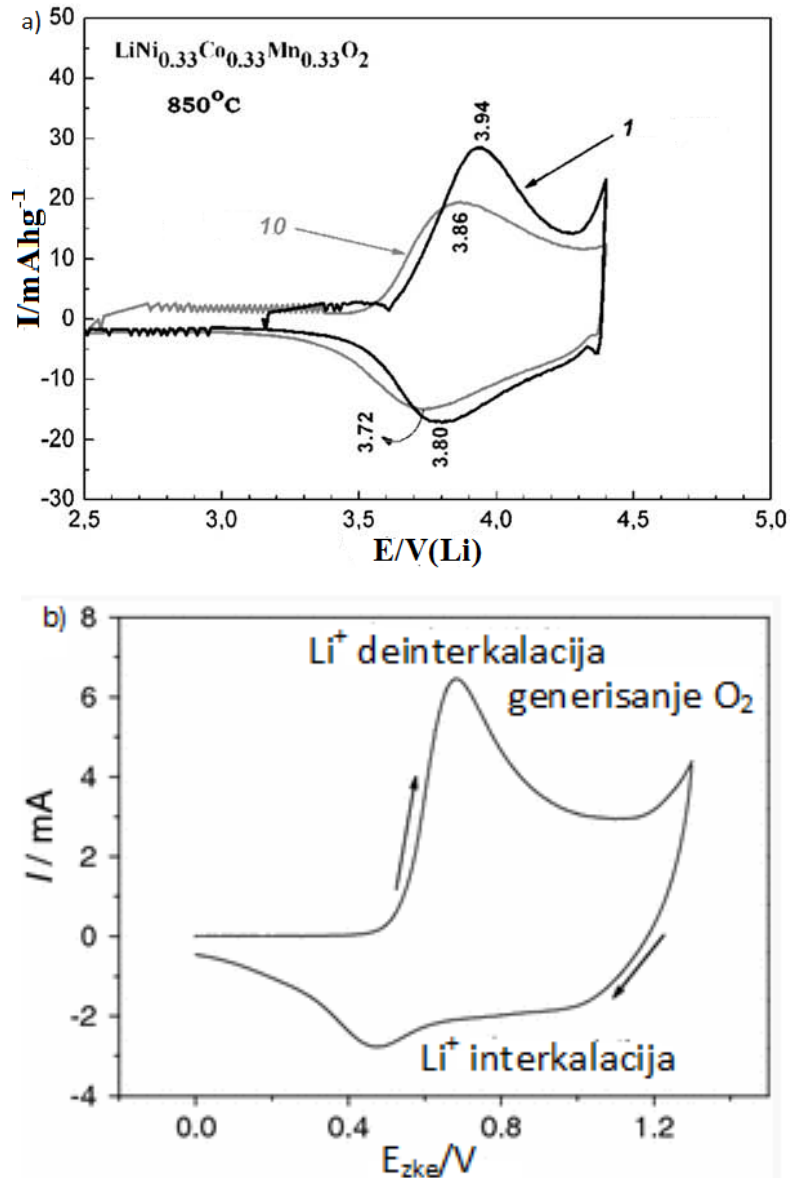 a)
LiNi0.33Co0.33Mn0.33O2
850°C
50
40
30
20
10
0
-10
-20
-30
I/mAhg-1
3.94
1
10
3.86
3.72
3.80
2,5 3,0 3,5 4,0 4,5 5,0
E/V(Li)
b)
8
6
4
2
0
-2
-4
I / mA
Li+ deinterkalacija
generisanje O2
Li+ interkalacija
0.0 0.4 0.8 1.2
Ezke/V